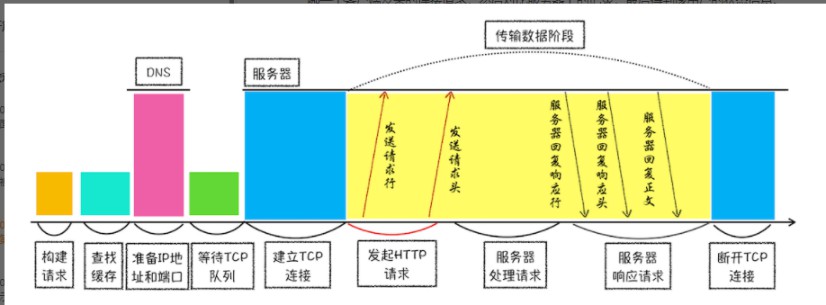 传输数据阶段
DNS
服务器
发送请求行
发送请求头
服务器回复响应行
服务器回复响应头
服务器回复正文
构建
请求
查找
缓存
准备IP地
址和端口
等待TCP
队列
建立TCP
连接
发起HTTP
请求
服务器
处理请求
服务器
响应请求
断开TCP
连接